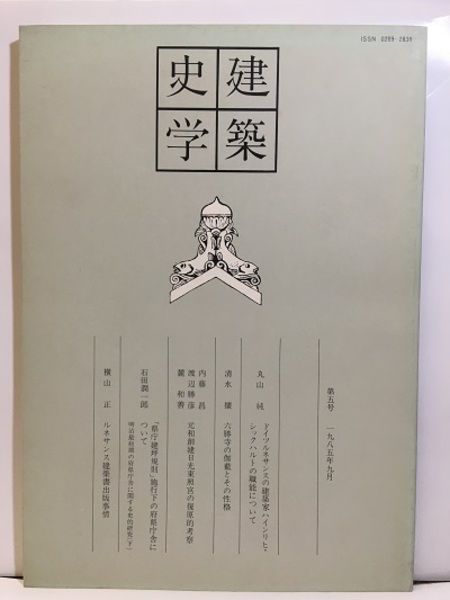 ISSN 0289-2839
建築
史学
第五号 一九八五年九月
丸山 純 ドイツルネサンスの建築家ハインリヒ・
シックハルトの職能について
清水 擴 六勝寺の伽藍とその性格
内藤 昌
渡辺勝彦
麓 和善
元和創建日光東照宮の復原的考察
石田潤一郎 「県庁建坪規則」施行下の府県庁舎に
ついて
明治前府県の府県庁舎に関する史的研究(下)
横山 正 ルネサンス建築書出版事情